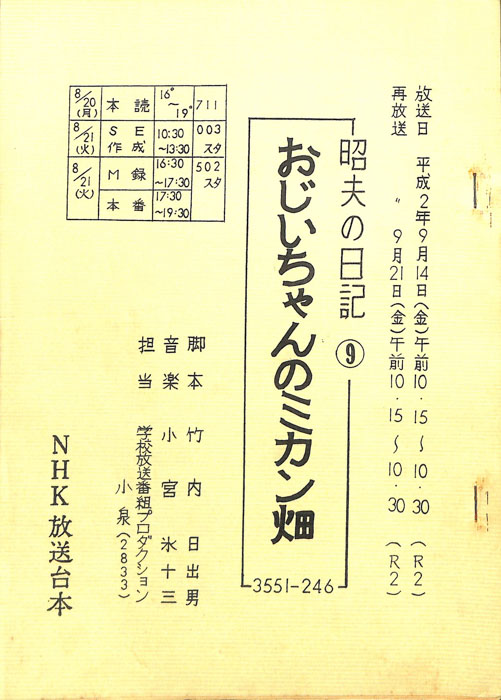 放送日 平成2年9月14日(金)午前10.15〜10.30 (R2)
再放送 〃 9月21日(金)午前10.15〜10.30 (R2)
昭夫の日記 ⑨
おじいちゃんのミカン畑
3551-246
8/20(月) 本読 16°〜19° 711
8/21(火) SE作成 10:30〜13:30 003スタ
8/21(火) M録 16:30〜17:30 502スタ
本番 17:30〜19:30
脚本 竹内日出男
音楽 小宮氷十三
担当 学校放送番組プロダクション
小泉(2833)
NHK放送台本